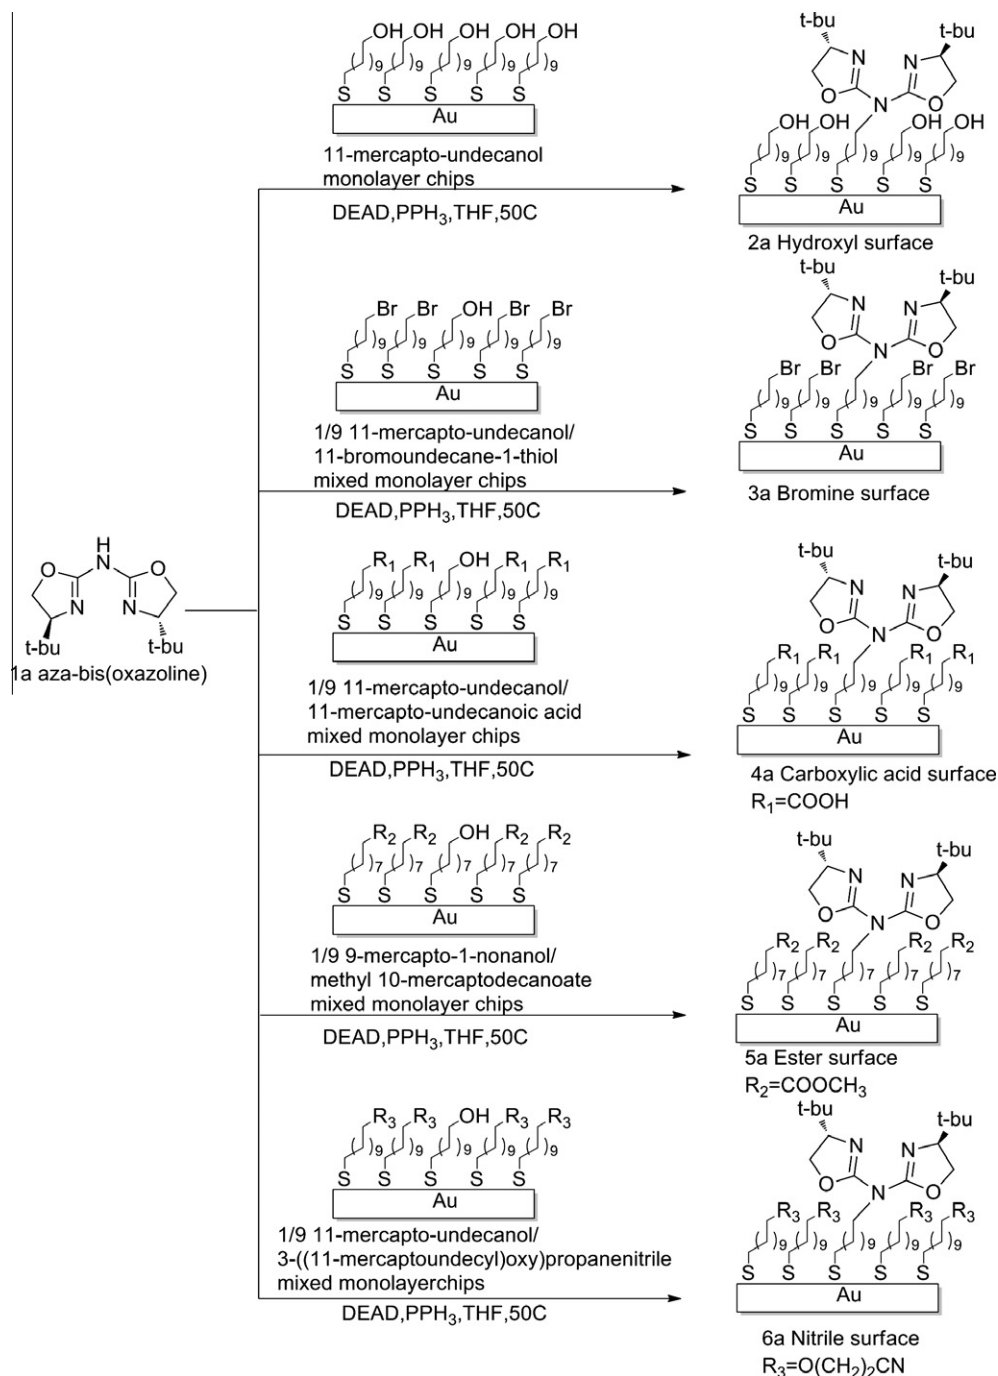 OH OH OH OH OH
( )9 ( )9 ( )9 ( )9 ( )9
S S S S S
Au
11-mercapto-undecanol
monolayer chips
DEAD,PPH3,THF,50C
t-bu t-bu
N N
O N O
OH OH OH OH
( )9 ( )9 ( )9 ( )9 ( )9
S S S S S
Au
2a Hydroxyl surface
Br Br OH Br Br
( )9 ( )9 ( )9 ( )9 ( )9
S S S S S
Au
1/9 11-mercapto-undecanol/
11-bromoundecane-1-thiol
mixed monolayer chips
DEAD,PPH3,THF,50C
t-bu t-bu
N N
O N O
Br Br Br Br
( )9 ( )9 ( )9 ( )9 ( )9
S S S S S
Au
3a Bromine surface
H
O N O
N N
t-bu t-bu
1a aza-bis(oxazoline)
R1 R1 OH R1 R1
( )9 ( )9 ( )9 ( )9 ( )9
S S S S S
Au
1/9 11-mercapto-undecanol/
11-mercapto-undecanoic acid
mixed monolayer chips
DEAD,PPH3,THF,50C
t-bu t-bu
N N
O N O
R1 R1 R1 R1
( )9 ( )9 ( )9 ( )9 ( )9
S S S S S
Au
4a Carboxylic acid surface
R1=COOH
R2 R2 OH R2 R2
( )7 ( )7 ( )7 ( )7 ( )7
S S S S S
Au
1/9 9-mercapto-1-nonanol/
methyl 10-mercaptodecanoate
mixed monolayer chips
DEAD,PPH3,THF,50C
t-bu t-bu
N N
O N O
R2 R2 R2 R2
( )7 ( )7 ( )7 ( )7 ( )7
S S S S S
Au
5a Ester surface
R2=COOCH3
R3 R3 OH R3 R3
( )9 ( )9 ( )9 ( )9 ( )9
S S S S S
Au
1/9 11-mercapto-undecanol/
3-((11-mercaptoundecyl)oxy)propanenitrile
mixed monolayerchips
DEAD,PPH3,THF,50C
t-bu t-bu
N N
O N O
R3 R3 R3 R3
( )9 ( )9 ( )9 ( )9 ( )9
S S S S S
Au
6a Nitrile surface
R3=O(CH2)2CN